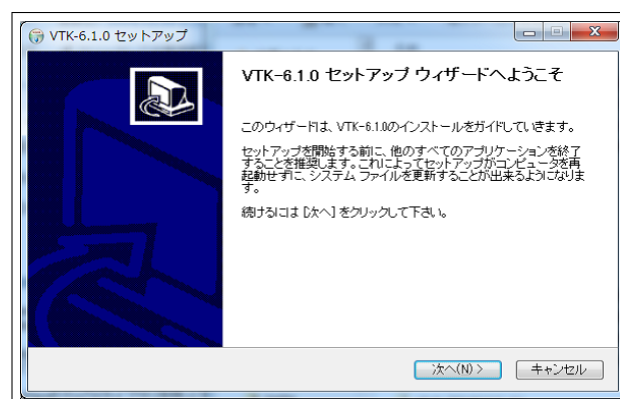 VTK-6.1.0 セットアップ
VTK-6.1.0 セットアップ ウィザードへようこそ
このウィザードは、VTK-6.1.0のインストールをガイドしていきます。
セットアップを開始する前に、他のすべてのアプリケーションを終了
することを推奨します。これによってセットアップがコンピュータを再
起動せずに、システム ファイルを更新することが出来るようになりま
す。
続けるには [次へ] をクリックして下さい。
次へ(N) >
キャンセル